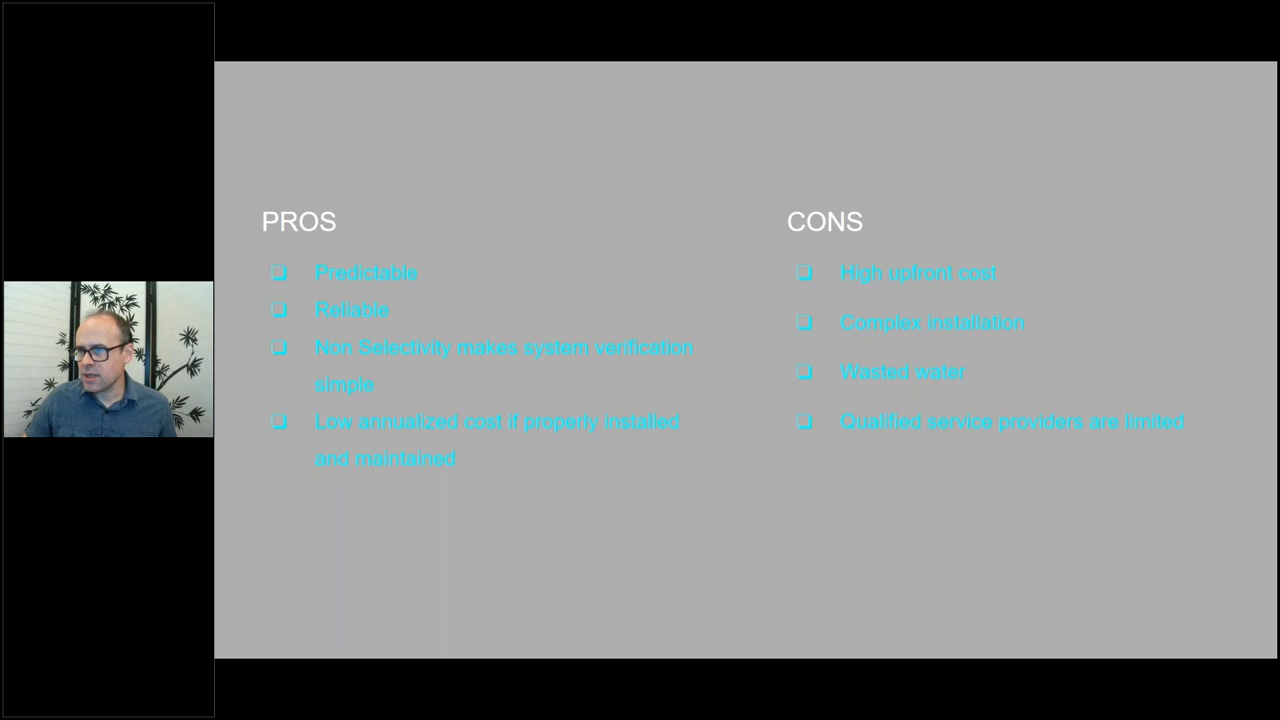 PROS
Predictable
Reliable
Non Selectivity makes system verification
simple
Low annualized cost if properly installed
and maintained
CONS
High upfront cost
Complex installation
Wasted water
Qualified service providers are limited